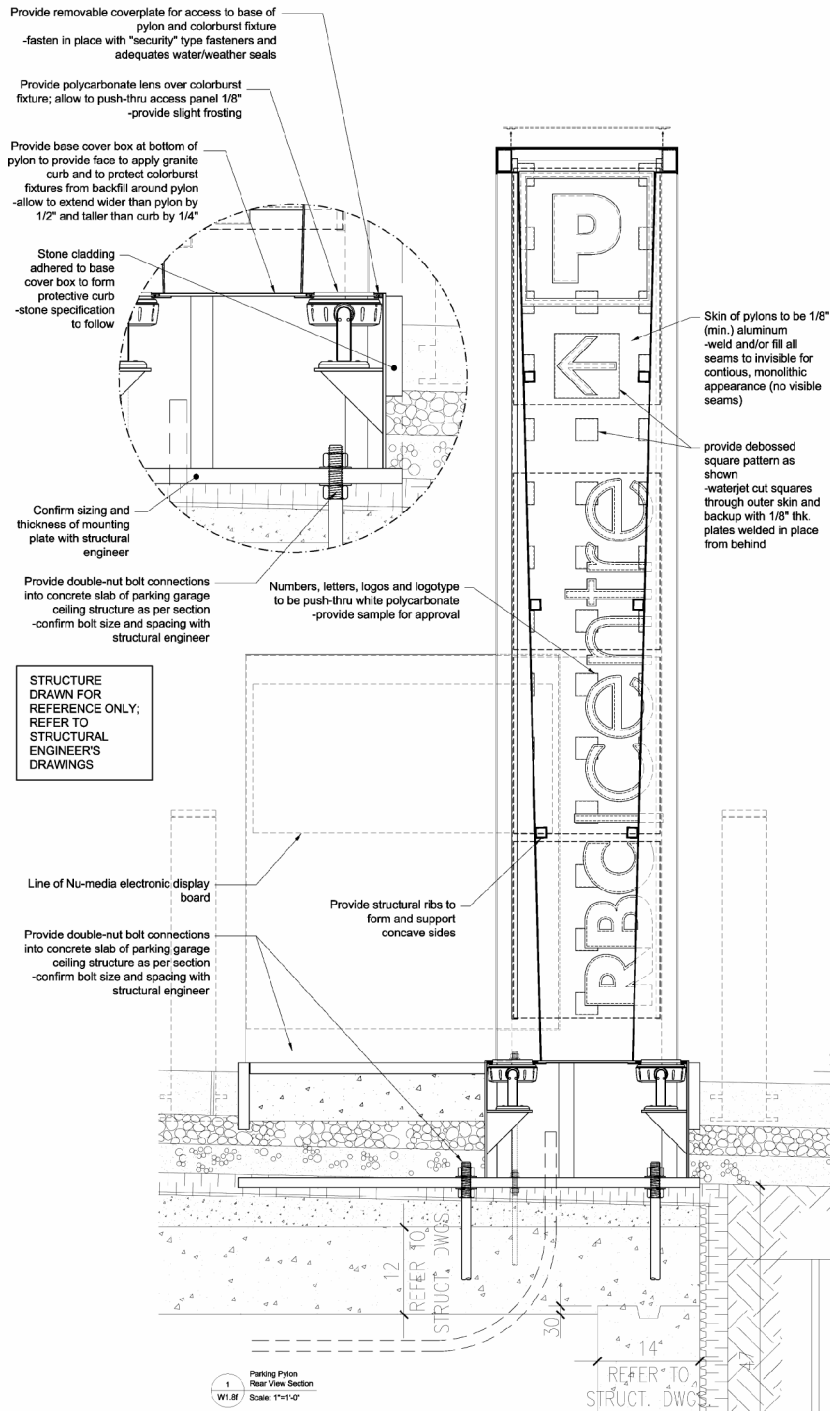 Provide removable coverplate for access to base of
pylon and colorburst fixture
-fasten in place with "security" type fasteners and
adequates water/weather seals
Provide polycarbonate lens over colorburst
fixture; allow to push-thru access panel 1/8"
-provide slight frosting
Provide base cover box at bottom of
pylon to provide face to apply granite
curb and to protect colorburst
fixtures from backfill around pylon
-allow to extend wider than pylon by
1/2" and taller than curb by 1/4"
Stone cladding
adhered to base
cover box to form
protective curb
-stone specification
to follow
Confirm sizing and
thickness of mounting
plate with structural
engineer
Provide double-nut bolt connections
into concrete slab of parking garage
ceiling structure as per section
-confirm bolt size and spacing with
structural engineer
Numbers, letters, logos and logotype
to be push-thru white polycarbonate
-provide sample for approval
STRUCTURE
DRAWN FOR
REFERENCE ONLY;
REFER TO
STRUCTURAL
ENGINEER'S
DRAWINGS
Line of Nu-media electronic display
board
Provide structural ribs to
form and support
concave sides
Provide double-nut bolt connections
into concrete slab of parking garage
ceiling structure as per section
-confirm bolt size and spacing with
structural engineer
P
RBC|centre
Skin of pylons to be 1/8"
(min.) aluminum
-weld and/or fill all
seams to invisible for
contious, monolithic
appearance (no visible
seams)
provide debossed
square pattern as
shown
-waterjet cut squares
through outer skin and
backup with 1/8" thk.
plates welded in place
from behind
12
REFER TO
STRUCT. DWGS.
30
14
REFER TO
STRUCT. DWGS.
47
1
W1.8f
Parking Pylon
Rear View Section
Scale: 1"=1'-0"